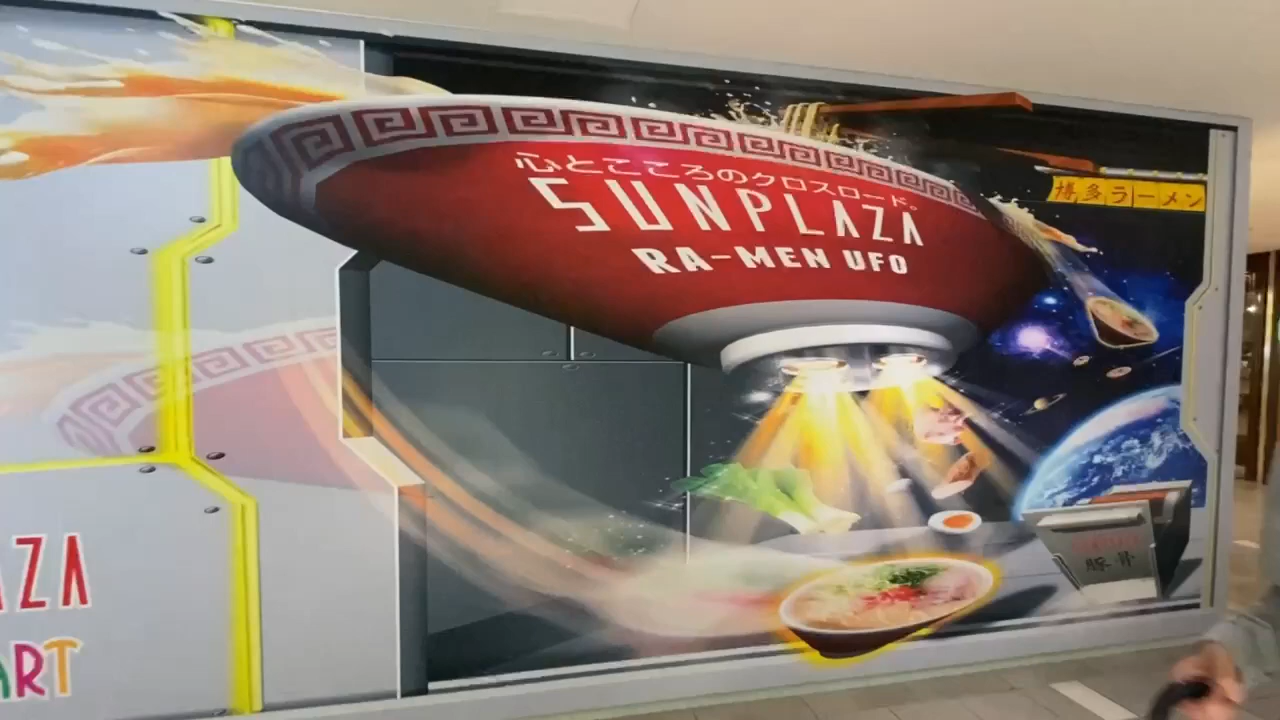 心とこころのクロスロード。
SUNPLAZA
RA-MEN UFO
博多ラーメン
豚骨
ZA
ART